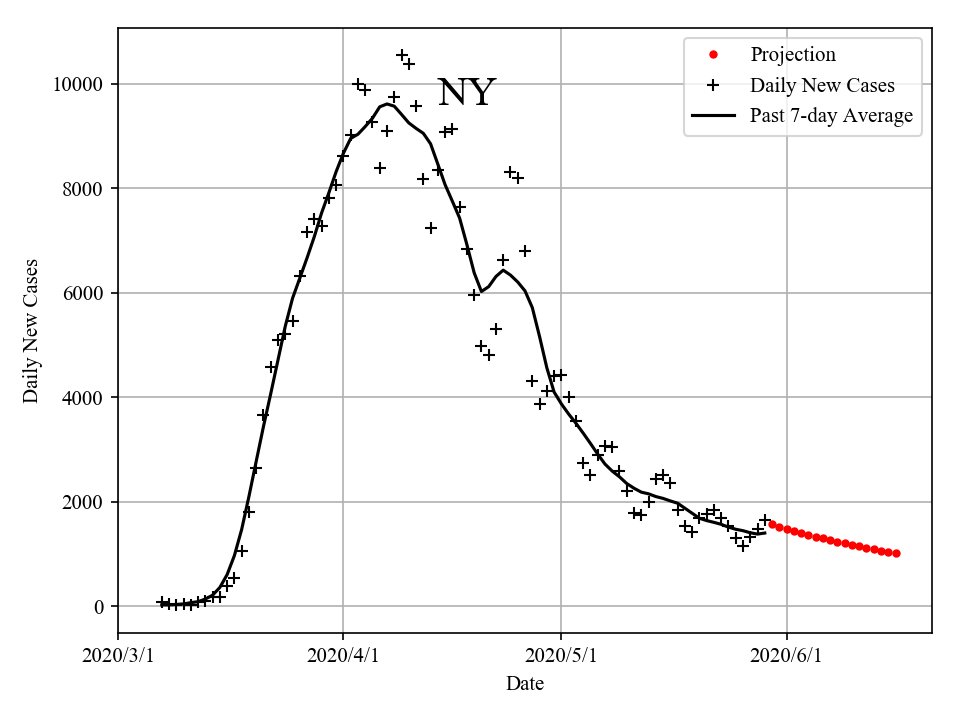 NY
Projection
Daily New Cases
Past 7-day Average
10000
8000
6000
4000
2000
0
Daily New Cases
2020/3/1
2020/4/1
2020/5/1
2020/6/1
Date